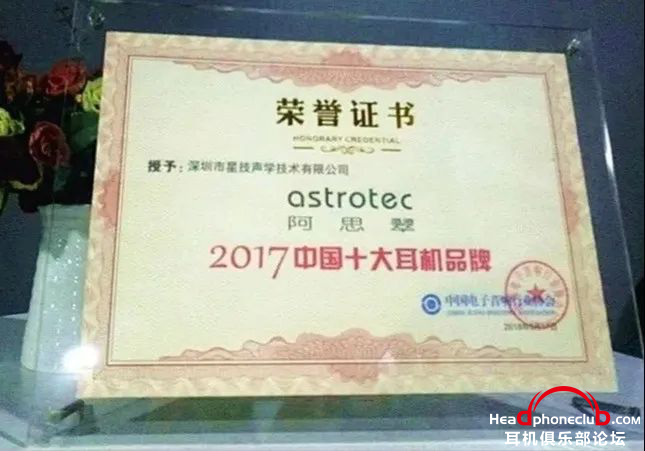 荣誉证书
HONORARY CREDENTIAL
授予：深圳市星技声学技术有限公司
astrotec
阿思翠
2017中国十大耳机品牌
中国电子音响行业协会
Headphoneclub.com
耳机俱乐部论坛